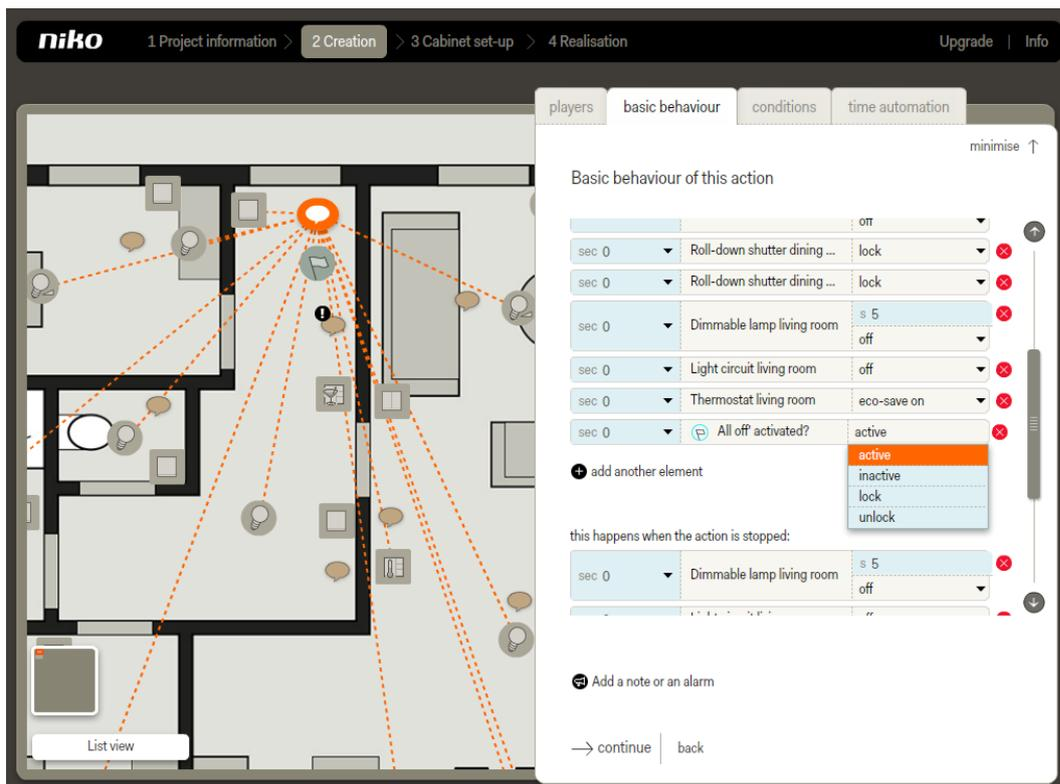 niko 1 Project information 2 Creation 3 Cabinet set-up 4 Realisation Upgrade | Info
players basic behaviour conditions time automation
minimise
Basic behaviour of this action
off
sec 0 Roll-down shutter dining ... lock
sec 0 Roll-down shutter dining ... lock
s 5
sec 0 Dimmable lamp living room
off
sec 0 Light circuit living room off
sec 0 Thermostat living room eco-save on
sec 0 All off' activated? active
active
inactive
lock
unlock
add another element
this happens when the action is stopped:
s 5
sec 0 Dimmable lamp living room
off
Add a note or an alarm
List view
continue back